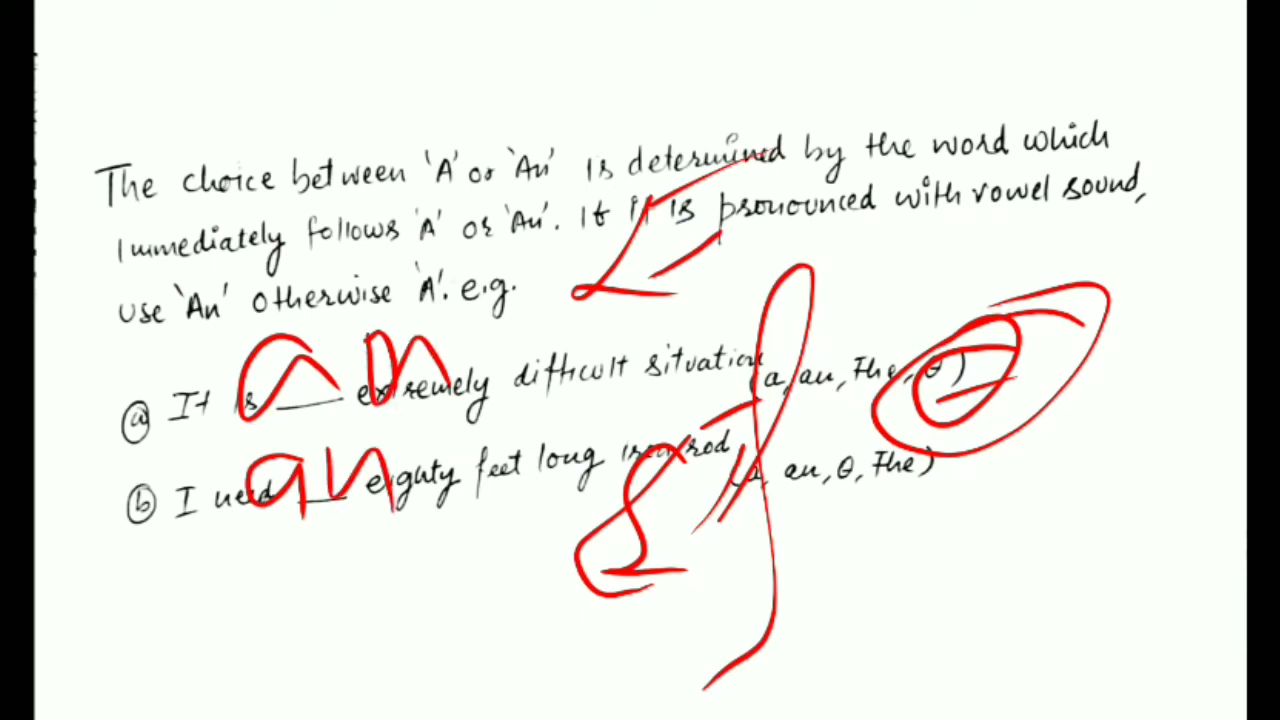 The choice between 'A' or 'An' is determined by the word which
immediately follows 'A' or 'An'. If it is pronounced with vowel sound,
use 'An' otherwise 'A'. e.g.
(a) It is ___ extremely difficult situation (a, an, the, θ)
an
(b) I need ___ eighty feet long iron rod (a, an, θ, the)
an